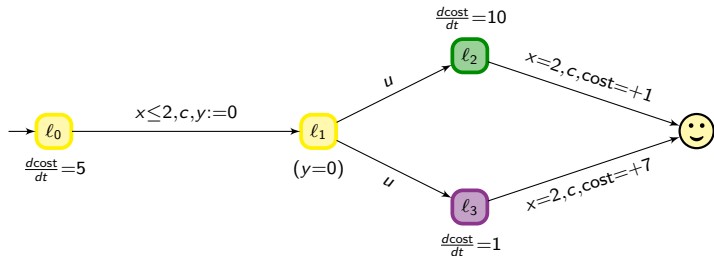 dcost/dt =10
ℓ₂
x=2,c,cost=+1
u
x≤2,c,y:=0
ℓ₀
ℓ₁
dcost/dt =5
(y=0)
u
x=2,c,cost=+7
ℓ₃
dcost/dt =1